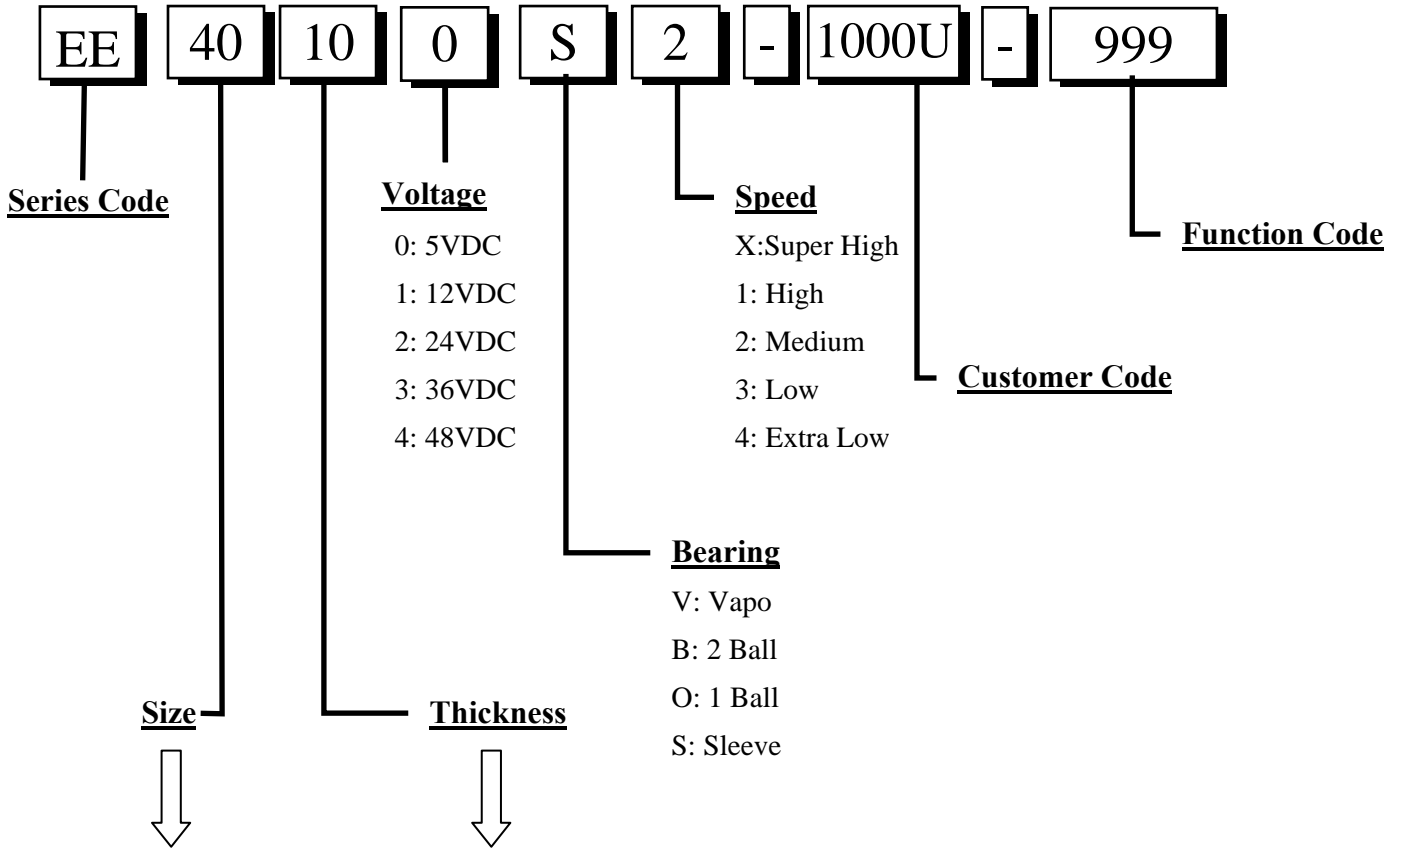 EE 40 10 0 S 2 - 1000U - 999
Series Code
Voltage
0: 5VDC
1: 12VDC
2: 24VDC
3: 36VDC
4: 48VDC
Speed
X:Super High
1: High
2: Medium
3: Low
4: Extra Low
Function Code
Customer Code
Bearing
V: Vapo
B: 2 Ball
O: 1 Ball
S: Sleeve
Size
Thickness